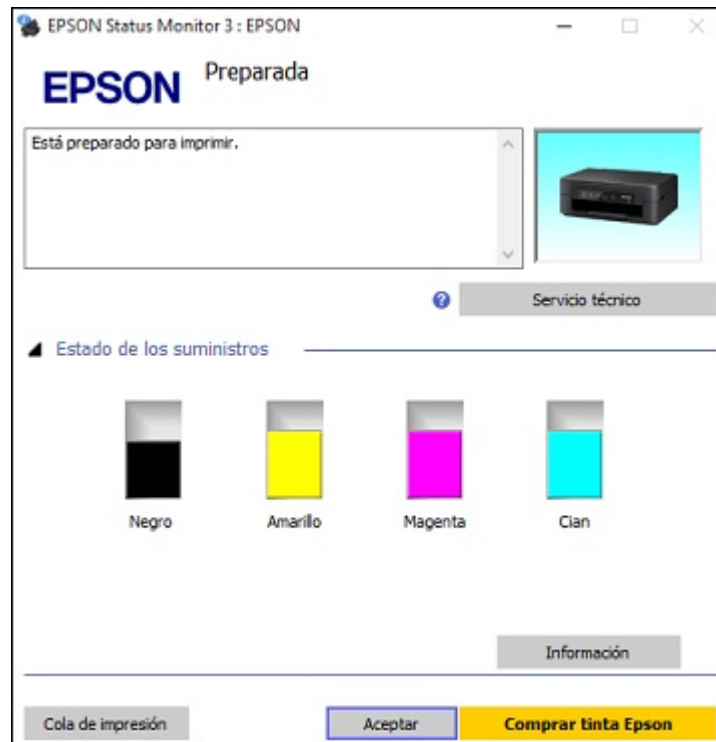 EPSON Status Monitor 3 : EPSON
EPSON
Preparada
Está preparado para imprimir.
Servicio técnico
Estado de los suministros
Negro
Amarillo
Magenta
Cian
Información
Cola de impresión
Aceptar
Comprar tinta Epson